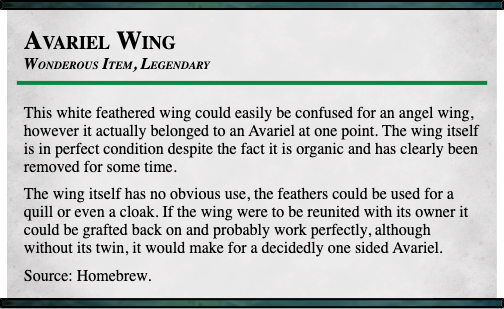 Avariel Wing
Wonderous Item, Legendary
This white feathered wing could easily be confused for an angel wing,
however it actually belonged to an Avariel at one point. The wing itself
is in perfect condition despite the fact it is organic and has clearly been
removed for some time.
The wing itself has no obvious use, the feathers could be used for a
quill or even a cloak. If the wing were to be reunited with its owner it
could be grafted back on and probably work perfectly, although
without its twin, it would make for a decidedly one sided Avariel.
Source: Homebrew.